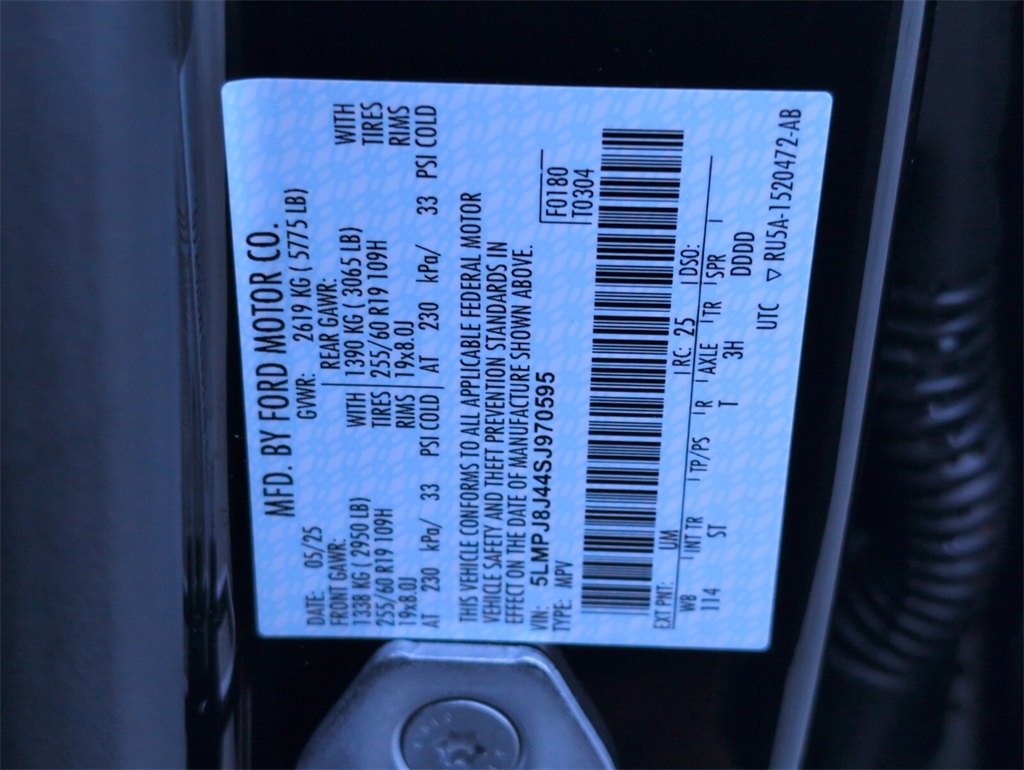 MFD. BY FORD MOTOR CO.
DATE: 05/25 GVWR: 2619 KG ( 5775 LB)
FRONT GAWR: REAR GAWR:
1338 KG ( 2950 LB) WITH 1390 KG ( 3065 LB) WITH
255/60 R19 109H TIRES 255/60 R19 109H TIRES
19x8.0J RIMS 19x8.0J RIMS
AT 230 kPa/ 33 PSI COLD AT 230 kPa/ 33 PSI COLD
THIS VEHICLE CONFORMS TO ALL APPLICABLE FEDERAL MOTOR
VEHICLE SAFETY AND THEFT PREVENTION STANDARDS IN
EFFECT ON THE DATE OF MANUFACTURE SHOWN ABOVE.
VIN: 5LMPJ8J44SJ970595 F0180
TYPE: MPV T0304
EXT PNT: UM RC: 25 DSO:
WB INT TR TP/PS R AXLE TR SPR
114 ST T 3H DDDD
UTC ▽ RU5A-1520472-AB